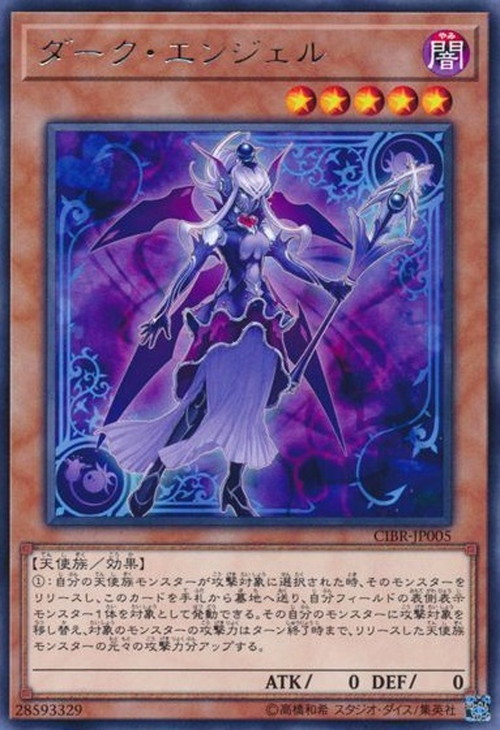 ダーク・エンジェル
やみ
闇
CIBR-JP005
【天使族／効果】
①：自分の天使族モンスターが攻撃対象に選択された時、そのモンスターを
リリースし、このカードを手札から墓地へ送り、自分フィールドの表側表示
モンスター1体を対象として発動できる。その自分のモンスターに攻撃対象を
移し替え、対象のモンスターの攻撃力はターン終了時まで、リリースした天使族
モンスターの元々の攻撃力分アップする。
ATK/ 0 DEF/ 0
28593329
©高橋和希 スタジオ・ダイス/集英社